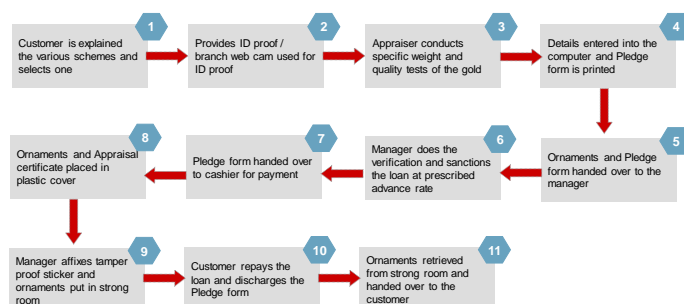 1
Customer is explained
the various schemes and
selects one
2
Provides ID proof /
branch web cam used for
ID proof
3
Appraiser conducts
specific weight and
quality tests of the gold
4
Details entered into the
computer and Pledge
form is printed
5
Ornaments and Pledge
form handed over to the
manager
6
Manager does the
verification and sanctions
the loan at prescribed
advance rate
7
Pledge form handed over
to cashier for payment
8
Ornaments and Appraisal
certificate placed in
plastic cover
9
Manager affixes tamper
proof sticker and
ornaments put in strong
room
10
Customer repays the
loan and discharges the
Pledge form
11
Ornaments retrieved
from strong room and
handed over to the
customer